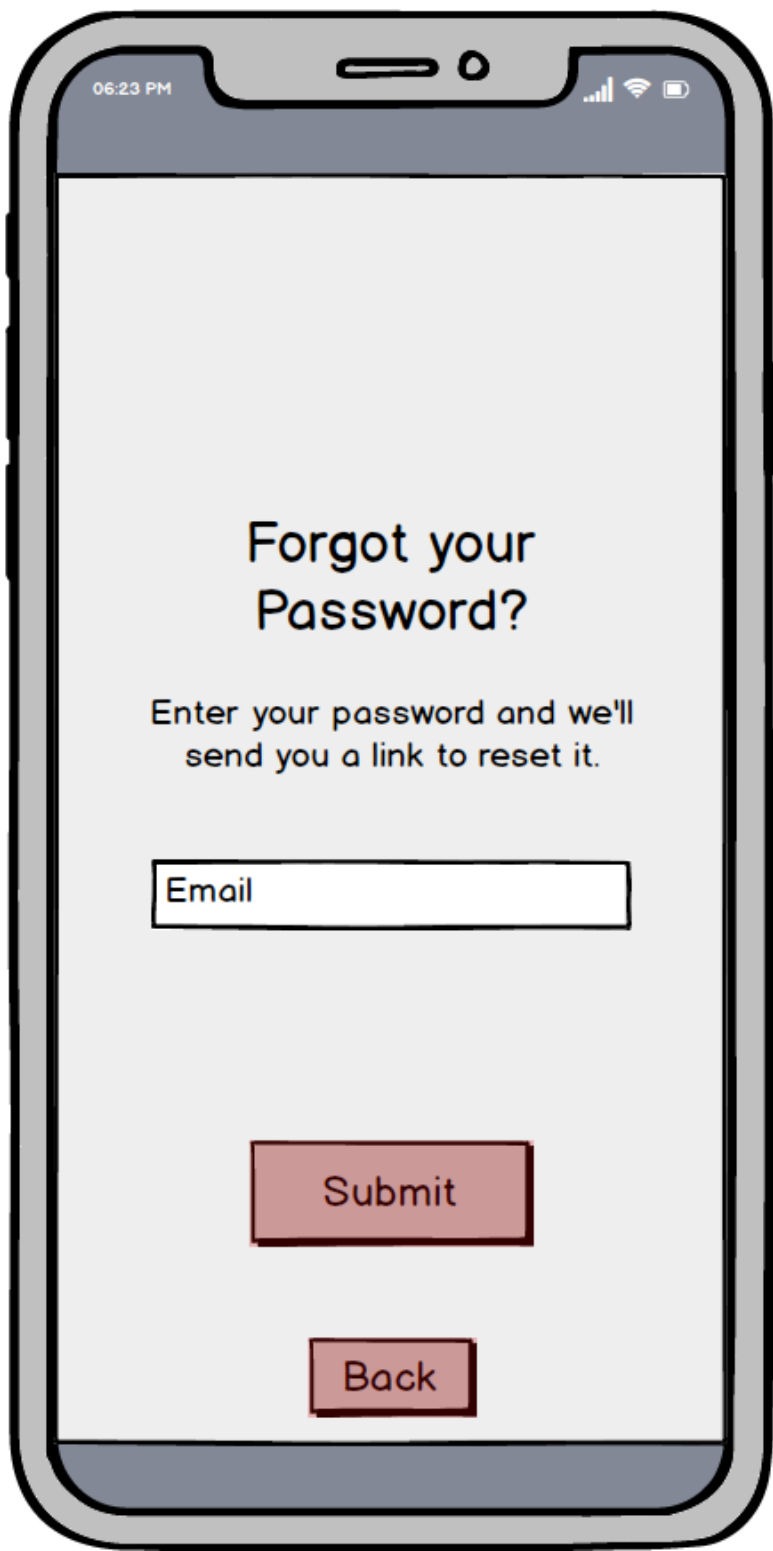 06:23 PM
Forgot your
Password?
Enter your password and we'll
send you a link to reset it.
Email
Submit
Back